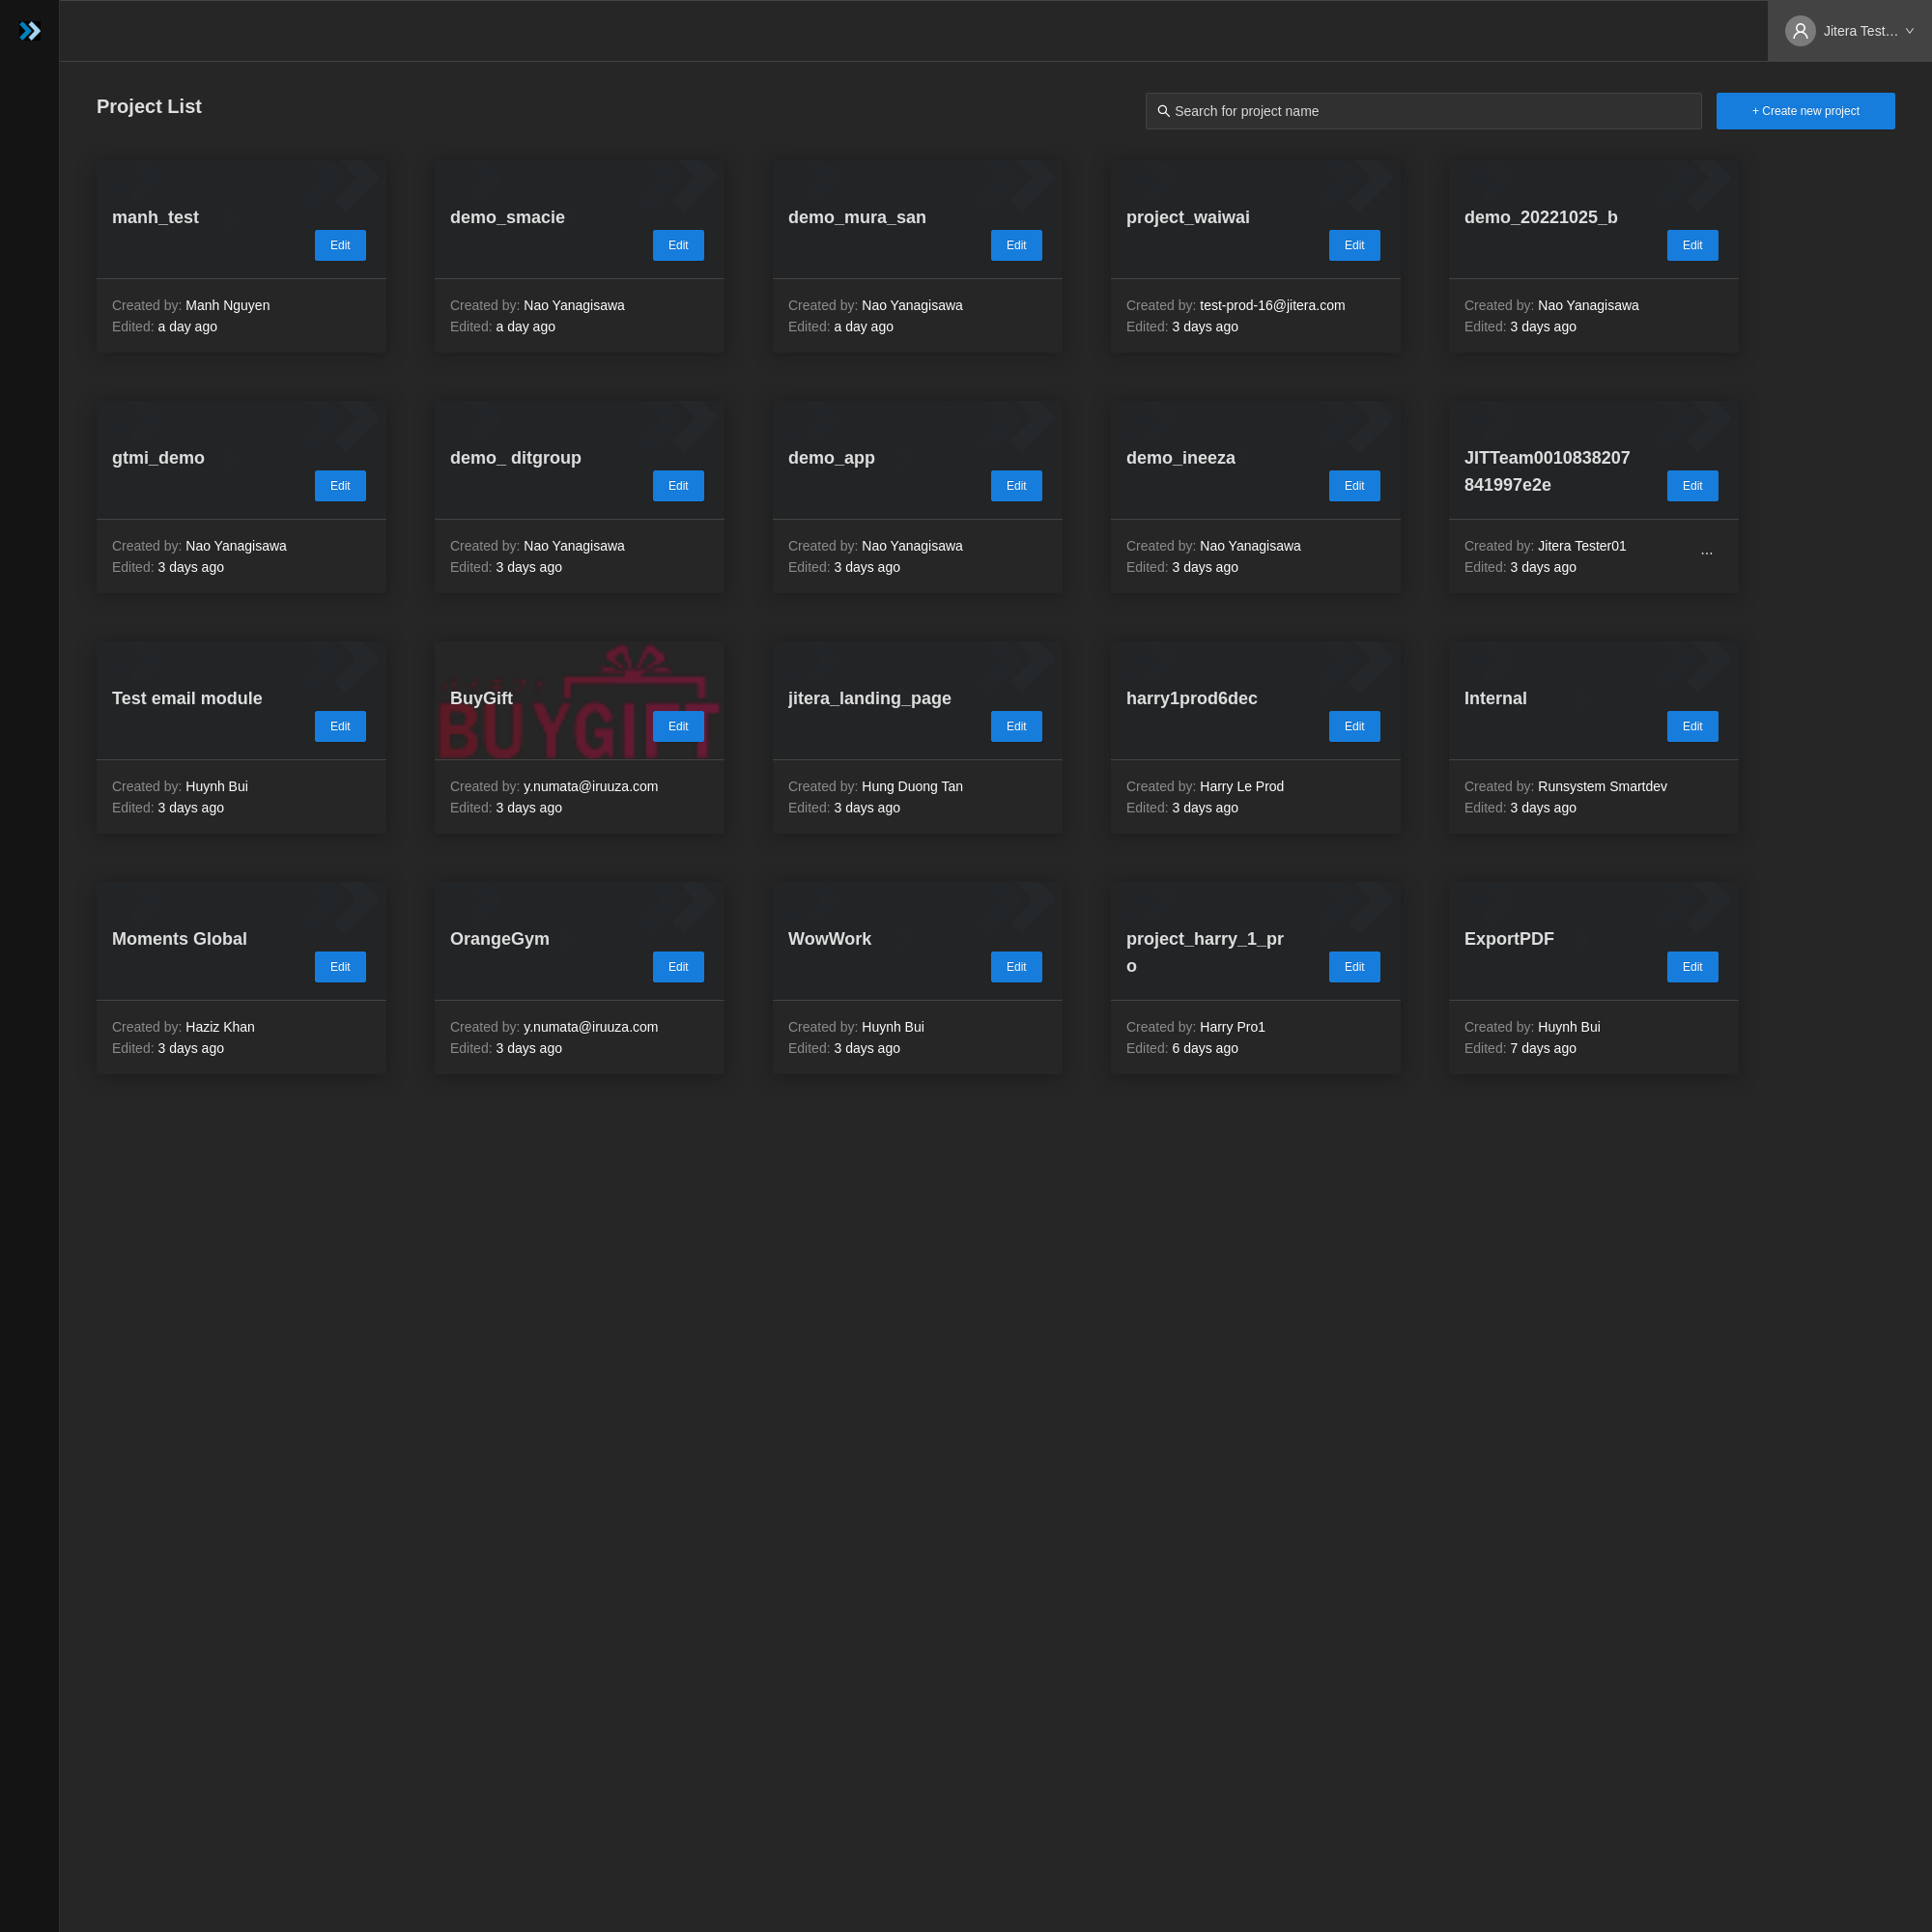 Jitera Test…
Project List
Search for project name
+ Create new project
manh_test
Edit
Created by: Manh Nguyen
Edited: a day ago
demo_smacie
Edit
Created by: Nao Yanagisawa
Edited: a day ago
demo_mura_san
Edit
Created by: Nao Yanagisawa
Edited: a day ago
project_waiwai
Edit
Created by: test-prod-16@jitera.com
Edited: 3 days ago
demo_20221025_b
Edit
Created by: Nao Yanagisawa
Edited: 3 days ago
gtmi_demo
Edit
Created by: Nao Yanagisawa
Edited: 3 days ago
demo_ ditgroup
Edit
Created by: Nao Yanagisawa
Edited: 3 days ago
demo_app
Edit
Created by: Nao Yanagisawa
Edited: 3 days ago
demo_ineeza
Edit
Created by: Nao Yanagisawa
Edited: 3 days ago
JITTeam0010838207
841997e2e
Edit
Created by: Jitera Tester01
...
Edited: 3 days ago
Test email module
Edit
Created by: Huynh Bui
Edited: 3 days ago
BuyGift
BUYGIFT
Edit
Created by: y.numata@iruuza.com
Edited: 3 days ago
jitera_landing_page
Edit
Created by: Hung Duong Tan
Edited: 3 days ago
harry1prod6dec
Edit
Created by: Harry Le Prod
Edited: 3 days ago
Internal
Edit
Created by: Runsystem Smartdev
Edited: 3 days ago
Moments Global
Edit
Created by: Haziz Khan
Edited: 3 days ago
OrangeGym
Edit
Created by: y.numata@iruuza.com
Edited: 3 days ago
WowWork
Edit
Created by: Huynh Bui
Edited: 3 days ago
project_harry_1_pr
o
Edit
Created by: Harry Pro1
Edited: 6 days ago
ExportPDF
Edit
Created by: Huynh Bui
Edited: 7 days ago